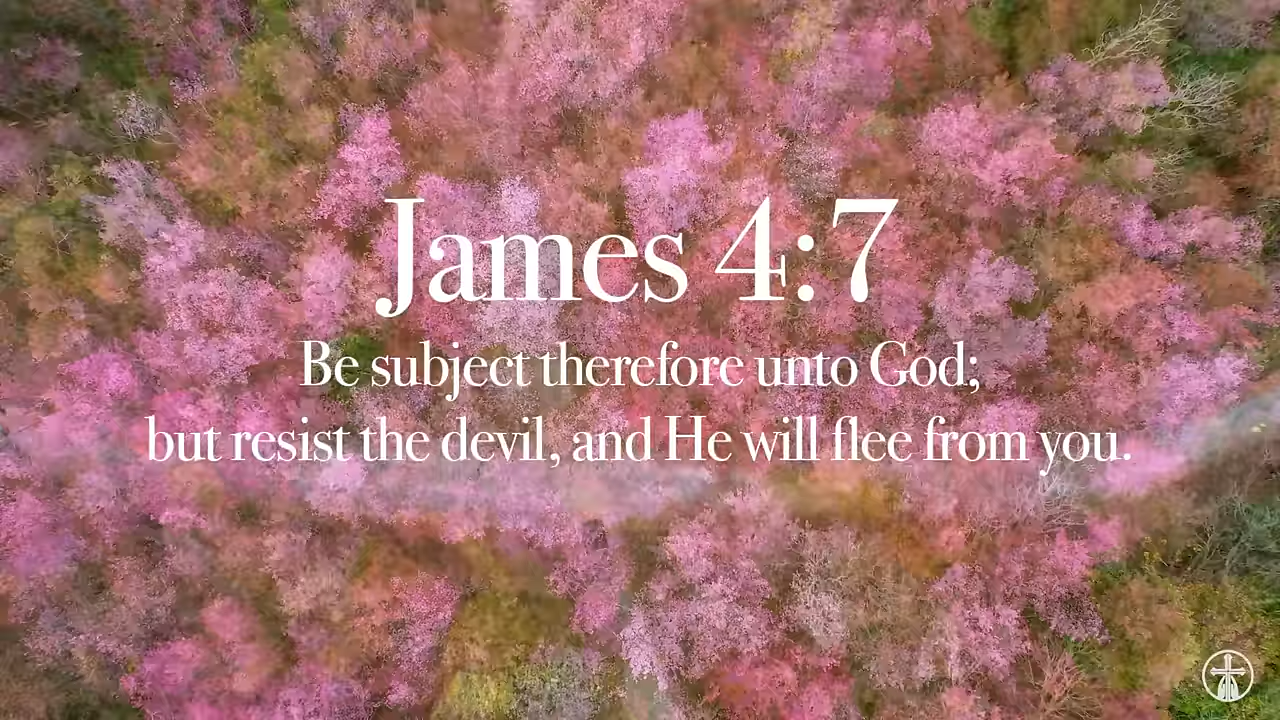 James 4:7
Be subject therefore unto God;
but resist the devil, and He will flee from you.